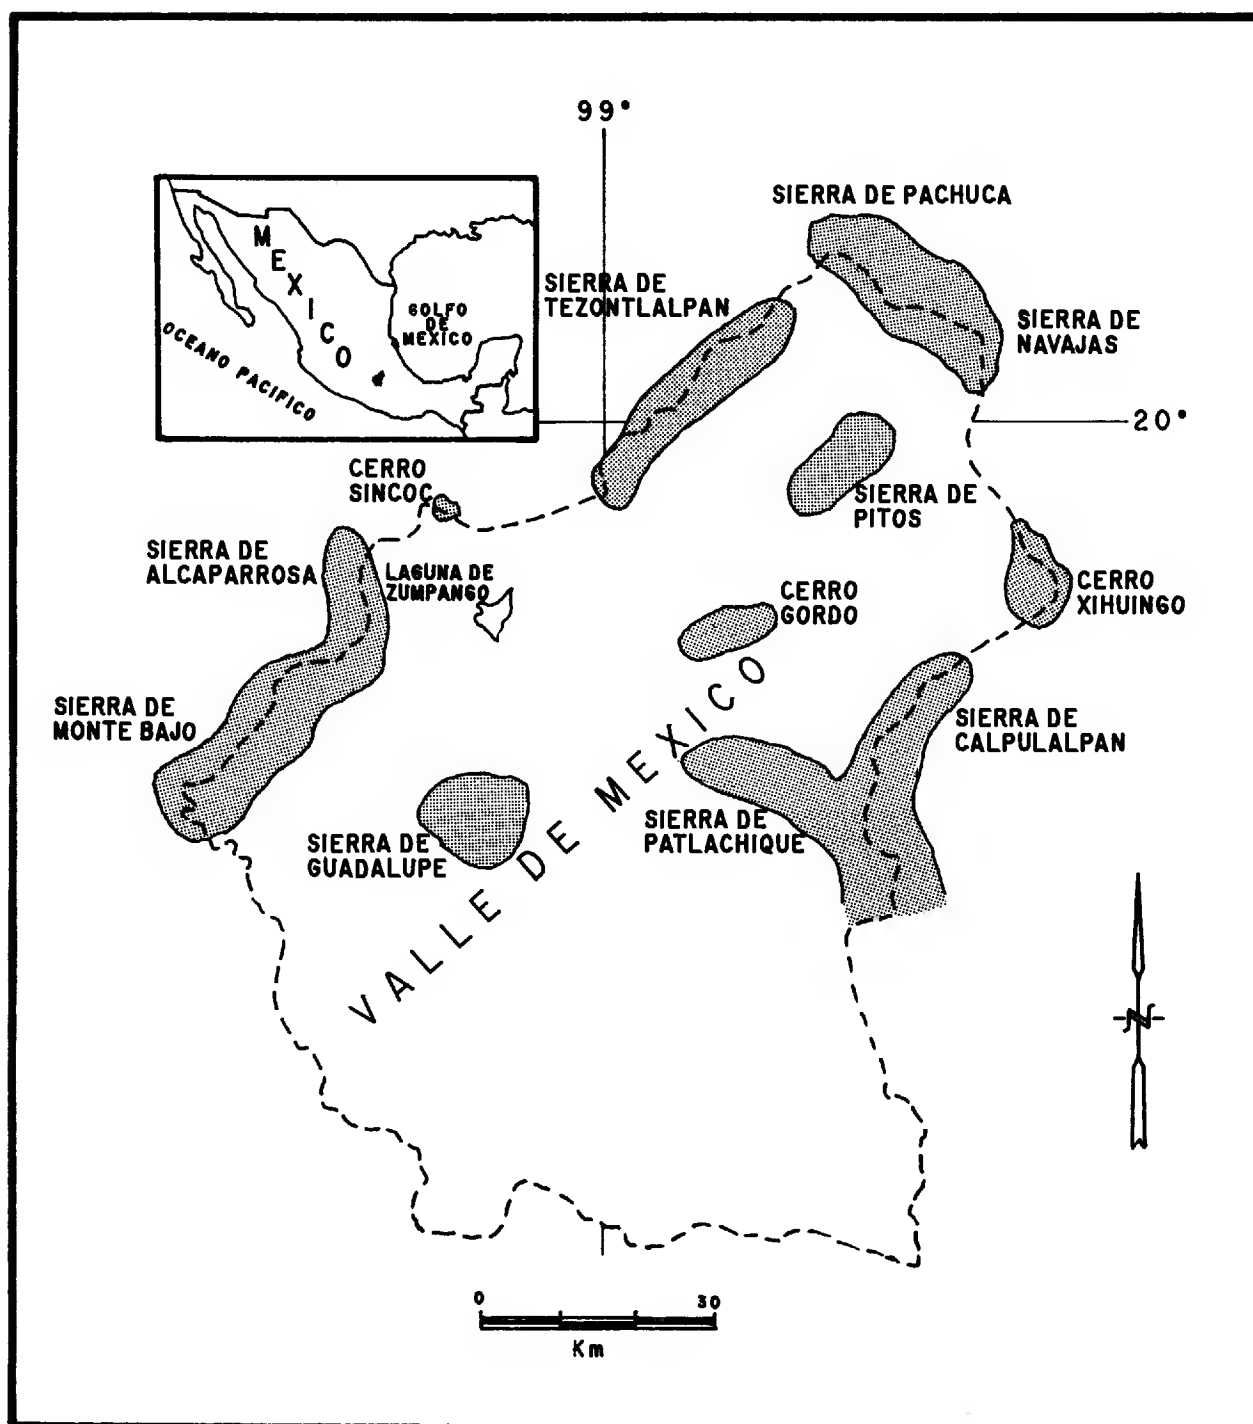 99°
SIERRA DE PACHUCA
MEXICO
GOLFO
DE
MEXICO
OCEANO PACIFICO
SIERRA DE
TEZONTLALPAN
SIERRA DE
NAVAJAS
20°
CERRO
SINCOC
SIERRA DE
PITOS
SIERRA DE
ALCAPARROSA
LAGUNA DE
ZUMPANGO
CERRO
GORDO
CERRO
XIHUINGO
SIERRA DE
MONTE BAJO
SIERRA DE
CALPULALPAN
SIERRA DE
GUADALUPE
SIERRA DE
PATLACHIQUE
VALLE DE MEXICO
N
0 30
Km